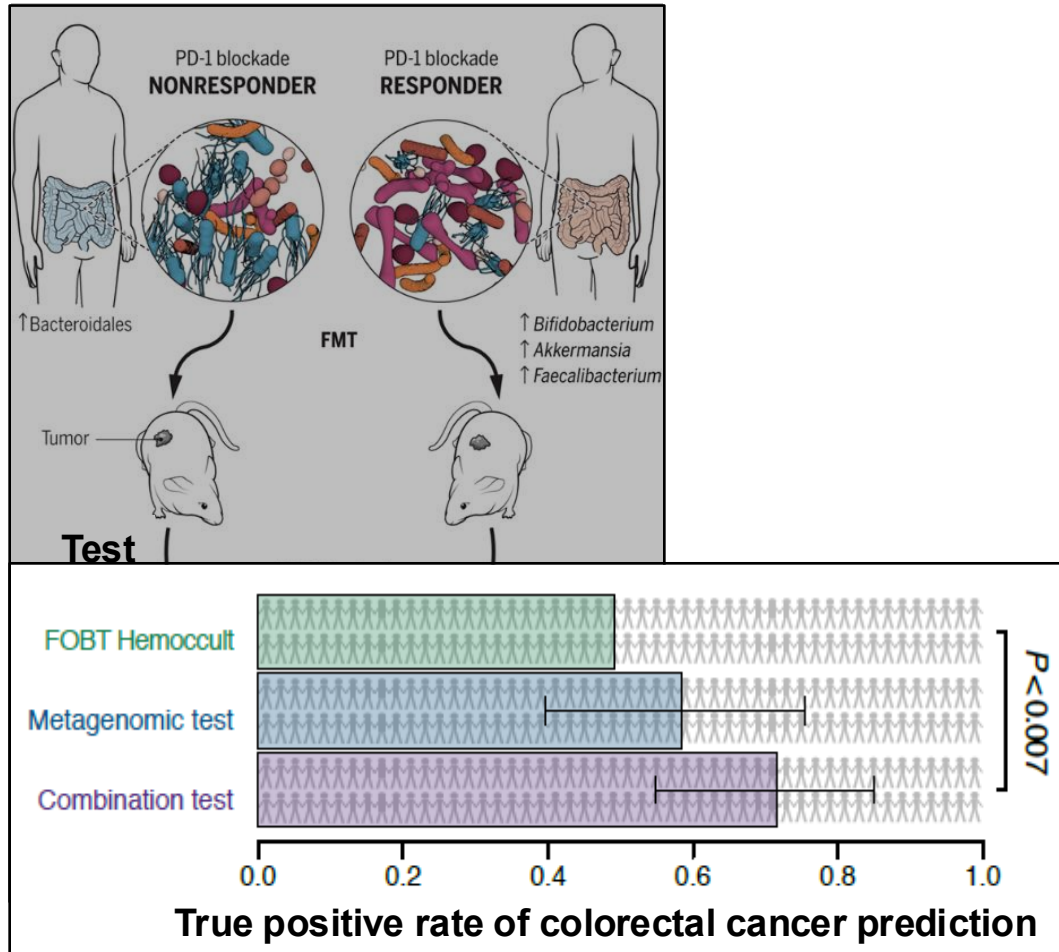 PD-1 blockade
NONRESPONDER
PD-1 blockade
RESPONDER
↑Bacteroidales
FMT
↑ Bifidobacterium
↑ Akkermansia
↑ Faecalibacterium
Tumor
Test
FOBT Hemoccult
Metagenomic test
Combination test
P<0.007
0.0 0.2 0.4 0.6 0.8 1.0
True positive rate of colorectal cancer prediction